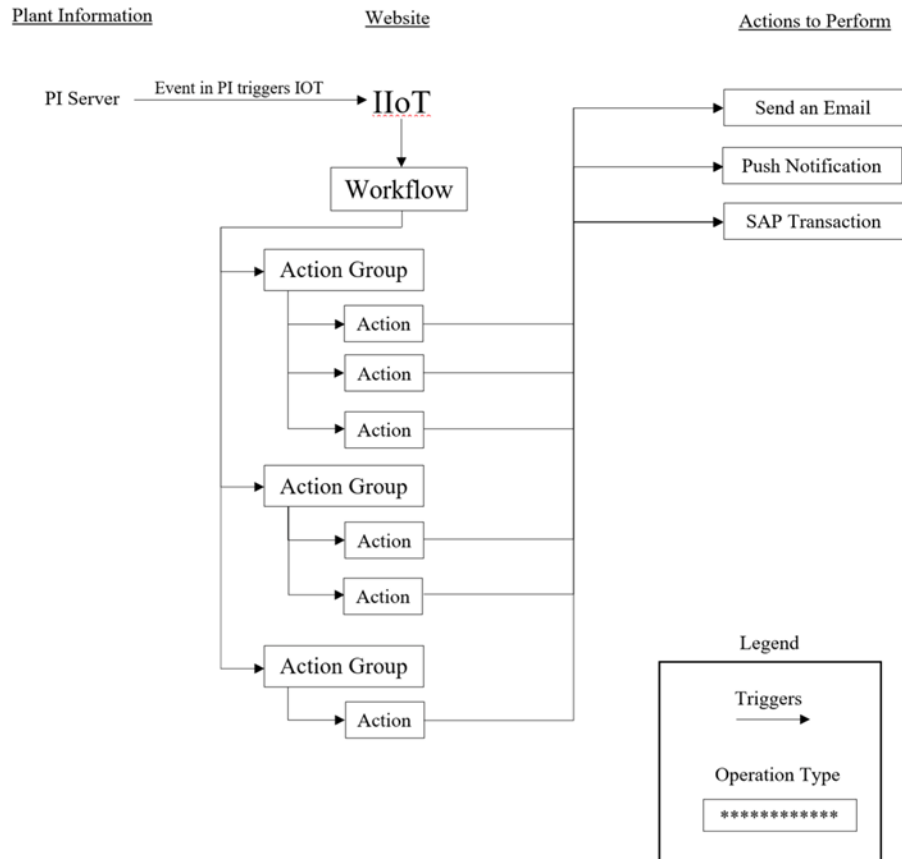 Plant Information
Website
Actions to Perform
PI Server
Event in PI triggers IOT
IIoT
Send an Email
Workflow
Push Notification
SAP Transaction
Action Group
Action
Action
Action
Action Group
Action
Action
Action Group
Action
Legend
Triggers
Operation Type
************